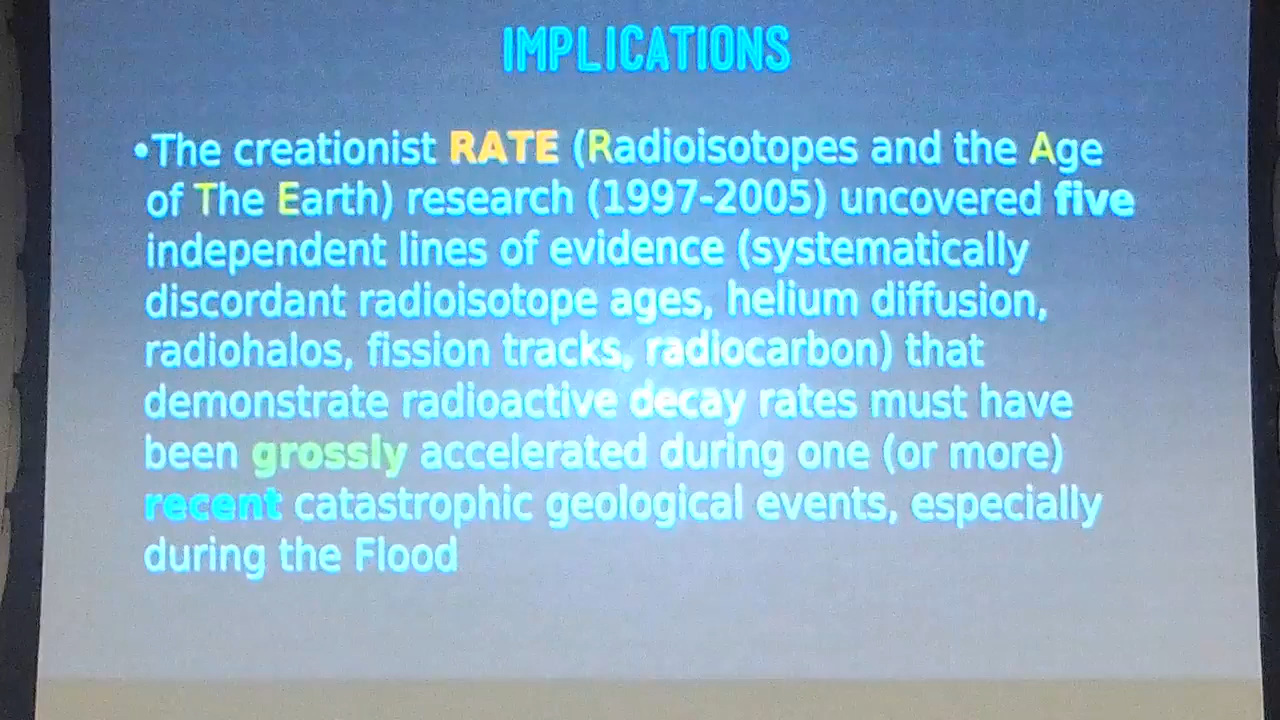 IMPLICATIONS
•The creationist RATE (Radioisotopes and the Age
of The Earth) research (1997-2005) uncovered five
independent lines of evidence (systematically
discordant radioisotope ages, helium diffusion,
radiohalos, fission tracks, radiocarbon) that
demonstrate radioactive decay rates must have
been grossly accelerated during one (or more)
recent catastrophic geological events, especially
during the Flood